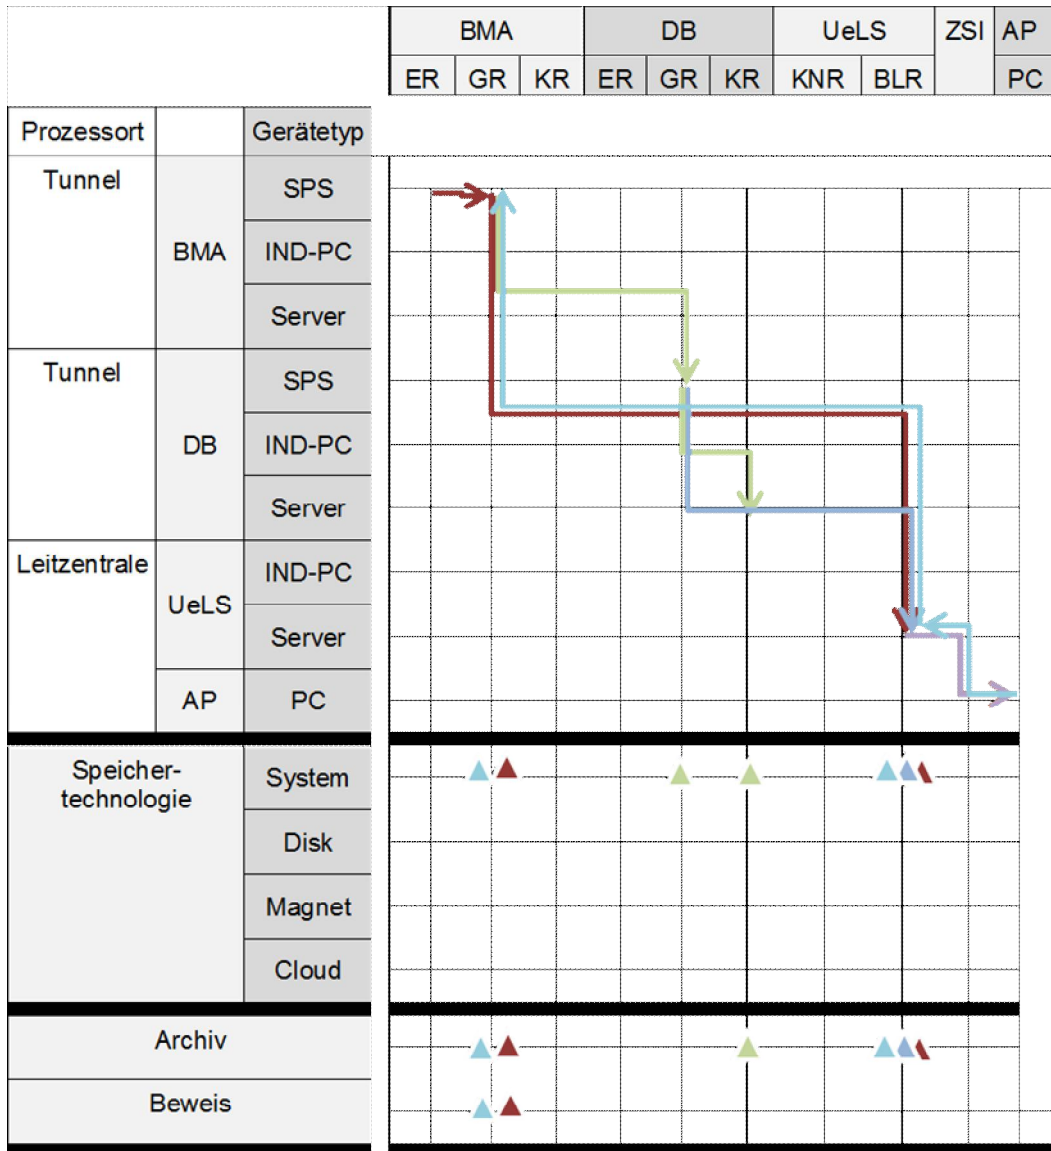 BMA DB UeLS ZSI AP
ER GR KR ER GR KR KNR BLR PC
Prozessort Gerätetyp
Tunnel SPS
BMA IND-PC
Server
Tunnel SPS
DB IND-PC
Server
Leitzentrale IND-PC
UeLS
Server
AP PC
Speicher- System
technologie
Disk
Magnet
Cloud
Archiv
Beweis